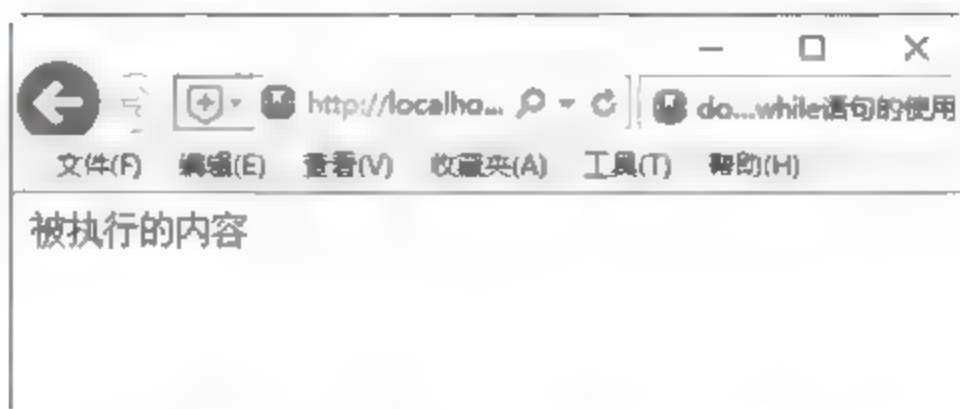 http://localho... do...while语句的使用
文件(F) 编辑(E) 查看(V) 收藏夹(A) 工具(T) 帮助(H)
被执行的内容